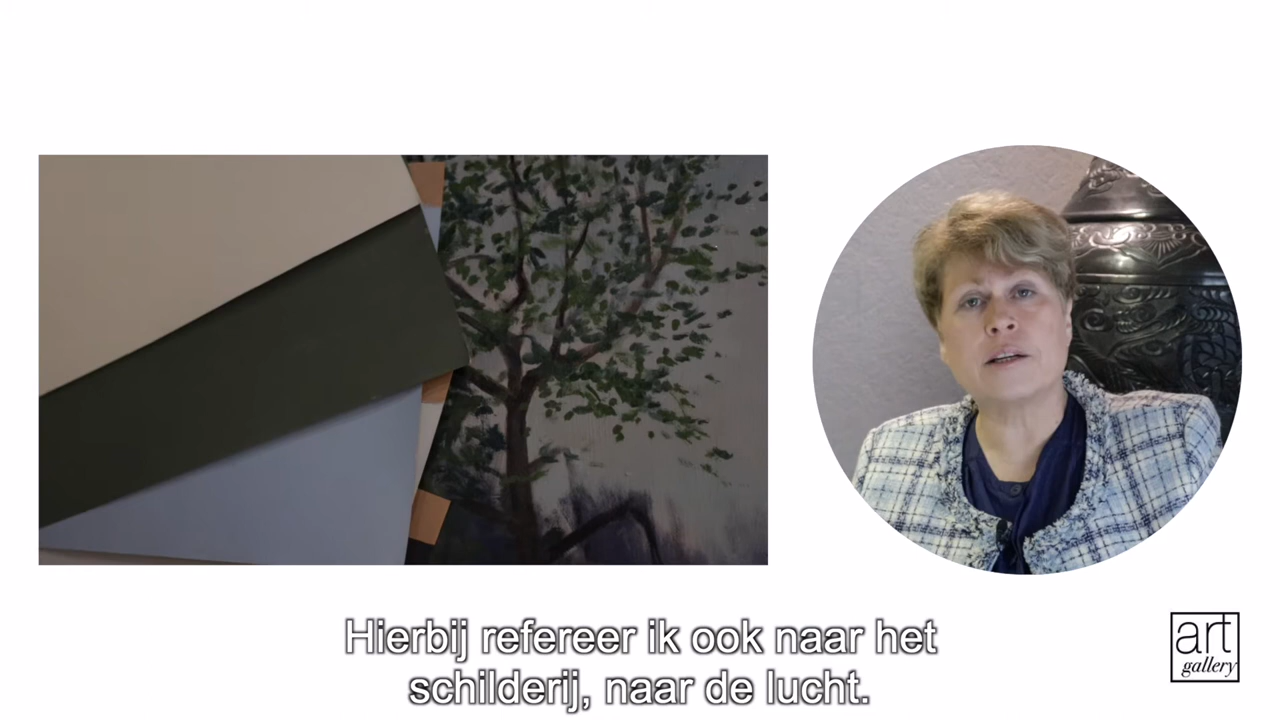 Hierbij refereer ik ook naar het
schilderij, naar de lucht.
art
gallery